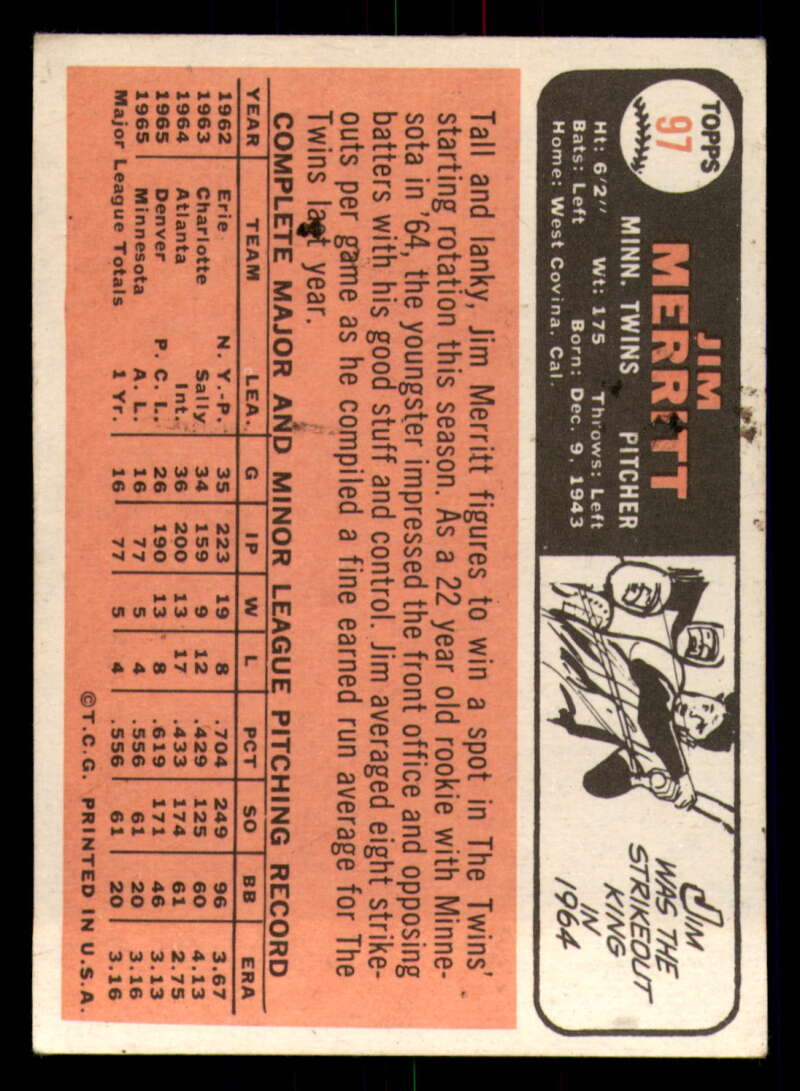 TOPPS
97
JIM
MERRITT
MINN. TWINS PITCHER
Ht: 6'2" Wt: 175 Throws: Left
Bats: Left Born: Dec. 9, 1943
Home: West Covina, Cal.
JIM
WAS THE
STRIKEOUT
KING
IN
1964
Tall and lanky, Jim Merritt figures to win a spot in The Twins'
starting rotation this season. As a 22 year old rookie with Minne-
sota in '64, the youngster impressed the front office and opposing
batters with his good stuff and control. Jim averaged eight strike-
outs per game as he compiled a fine earned run average for The
Twins last year.
COMPLETE MAJOR AND MINOR LEAGUE PITCHING RECORD
YEAR TEAM LEA. G IP W L PCT SO BB ERA
1962 Erie N. Y.-P. 35 223 19 8 .704 249 96 3.67
1963 Charlotte Sally 34 159 9 12 .429 125 60 4.13
1964 Atlanta Int. 36 200 13 17 .433 174 61 2.75
1965 Denver P. C. L. 26 190 13 8 .619 171 46 3.13
1965 Minnesota A. L. 16 77 5 4 .556 61 20 3.16
Major League Totals 1 Yr. 16 77 5 4 .556 61 20 3.16
©T.C.G. PRINTED IN U.S.A.